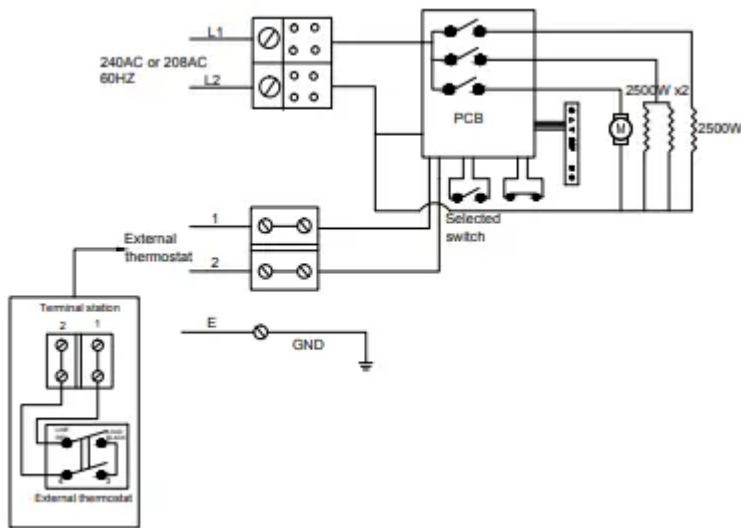 L1
240AC or 208AC
60HZ
L2
PCB
2500W x2
M
2500W
Selected
switch
1
External
thermostat
2
E
GND
Terminal station
2 1
External thermostat